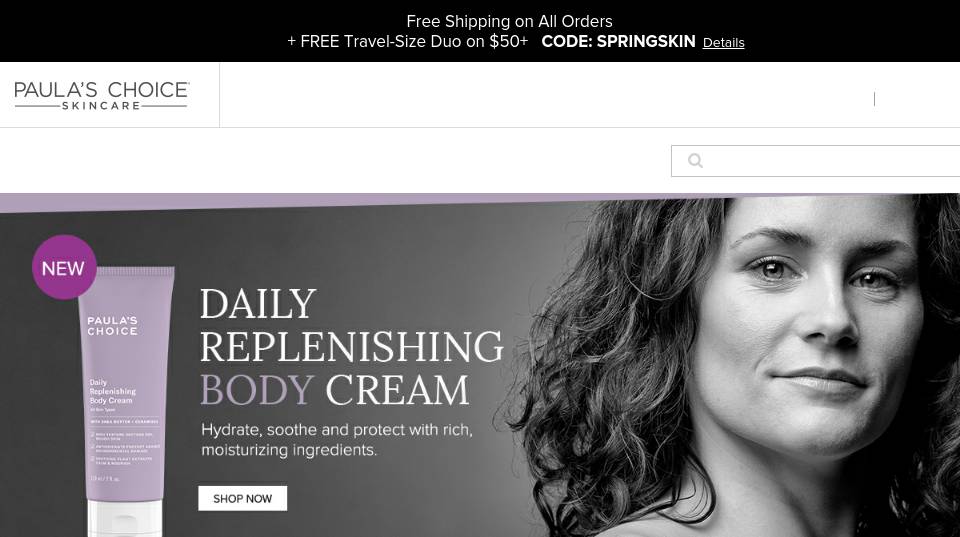 Free Shipping on All Orders
+ FREE Travel-Size Duo on $50+ CODE: SPRINGSKIN Details
PAULA'S CHOICE
SKINCARE
NEW
DAILY
REPLENISHING
BODY CREAM
Hydrate, soothe and protect with rich,
moisturizing ingredients.
SHOP NOW
PAULA'S
CHOICE
Daily
Replenishing
Body Cream
All Skin Types
WITH SHEA BUTTER + CERAMIDES